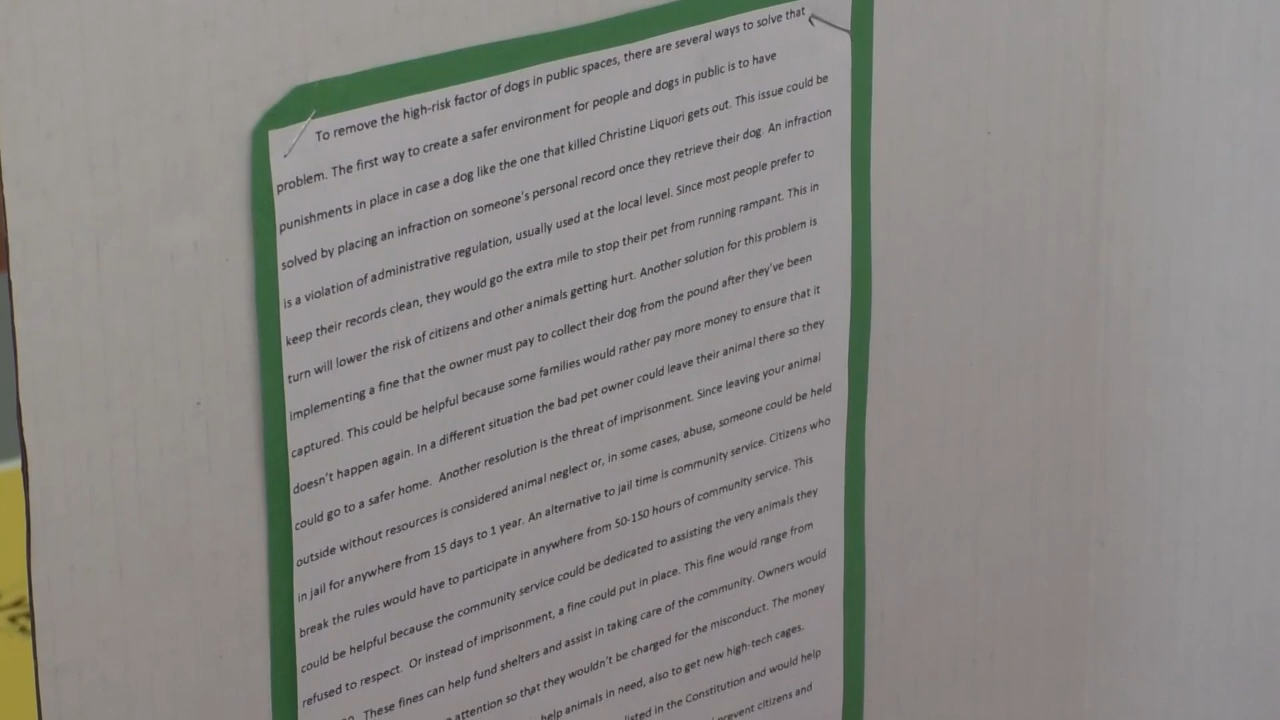 To remove the high-risk factor of dogs in public spaces, there are several ways to solve that
problem. The first way to create a safer environment for people and dogs in public is to have
punishments in place in case a dog like the one that killed Christine Liquori gets out. This issue could be
solved by placing an infraction on someone's personal record once they retrieve their dog. An infraction
is a violation of administrative regulation, usually used at the local level. Since most people prefer to
keep their records clean, they would go the extra mile to stop their pet from running rampant. This in
turn will lower the risk of citizens and other animals getting hurt. Another solution for this problem is
implementing a fine that the owner must pay to collect their dog from the pound after they've been
captured. This could be helpful because some families would rather pay more money to ensure that it
doesn't happen again. In a different situation the bad pet owner could leave their animal there so they
could go to a safer home. Another resolution is the threat of imprisonment. Since leaving your animal
outside without resources is considered animal neglect or, in some cases, abuse, someone could be held
in jail for anywhere from 15 days to 1 year. An alternative to jail time is community service. Citizens who
break the rules would have to participate in anywhere from 50-150 hours of community service. This
could be helpful because the community service could be dedicated to assisting the very animals they
refused to respect. Or instead of imprisonment, a fine could put in place. This fine would range from
These fines can help fund shelters and assist in taking care of the community. Owners would
attention so that they wouldn't be charged for the misconduct. The money
help animals in need, also to get new high-tech cages.
listed in the Constitution and would help
prevent citizens and